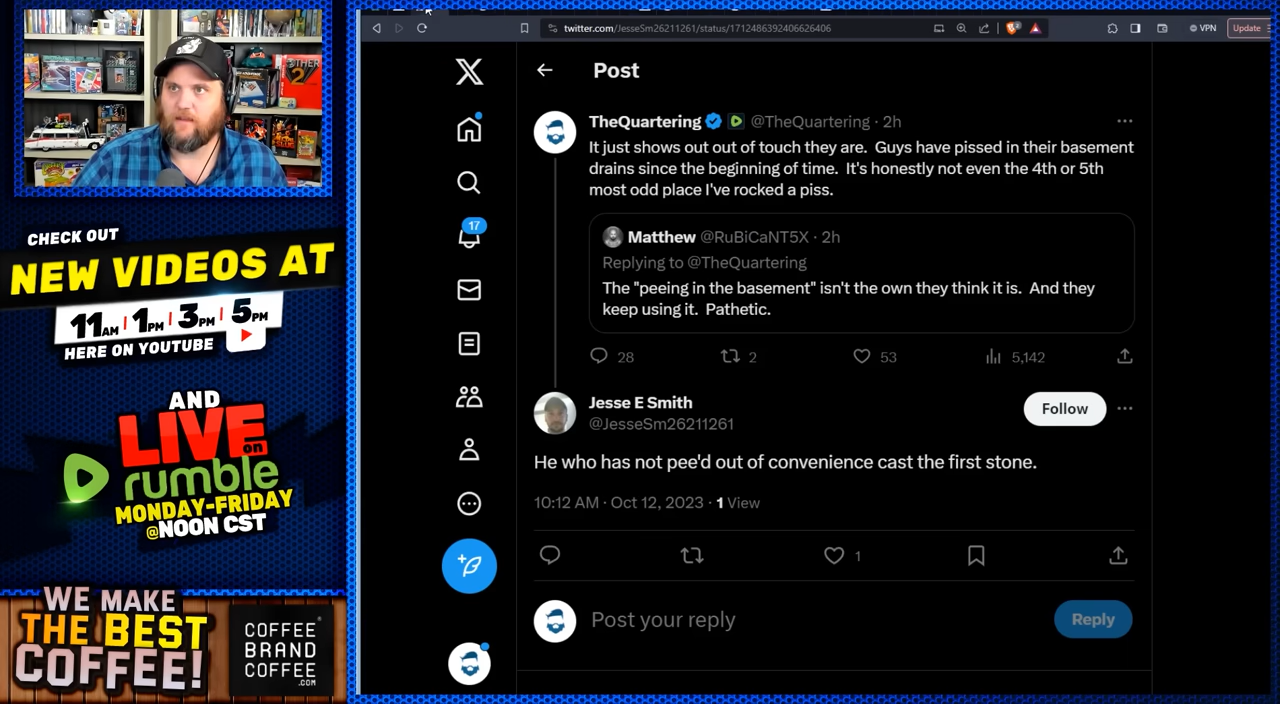 CHECK OUT
NEW VIDEOS AT
11AM | 1PM | 3PM | 5PM
HERE ON YOUTUBE
AND
LIVE on
rumble
MONDAY-FRIDAY
@NOON CST
WE MAKE
THE BEST
COFFEE!
COFFEE
BRAND
COFFEE
.COM
twitter.com/JesseSm26211261/status/1712486392406626406
VPN
Update
Post
TheQuartering @TheQuartering · 2h
It just shows out out of touch they are. Guys have pissed in their basement
drains since the beginning of time. It's honestly not even the 4th or 5th
most odd place I've rocked a piss.
Matthew @RuBiCaNT5X · 2h
Replying to @TheQuartering
The "peeing in the basement" isn't the own they think it is. And they
keep using it. Pathetic.
28 2 53 5,142
17
Jesse E Smith
@JesseSm26211261
Follow
He who has not pee'd out of convenience cast the first stone.
10:12 AM · Oct 12, 2023 · 1 View
1
Post your reply
Reply